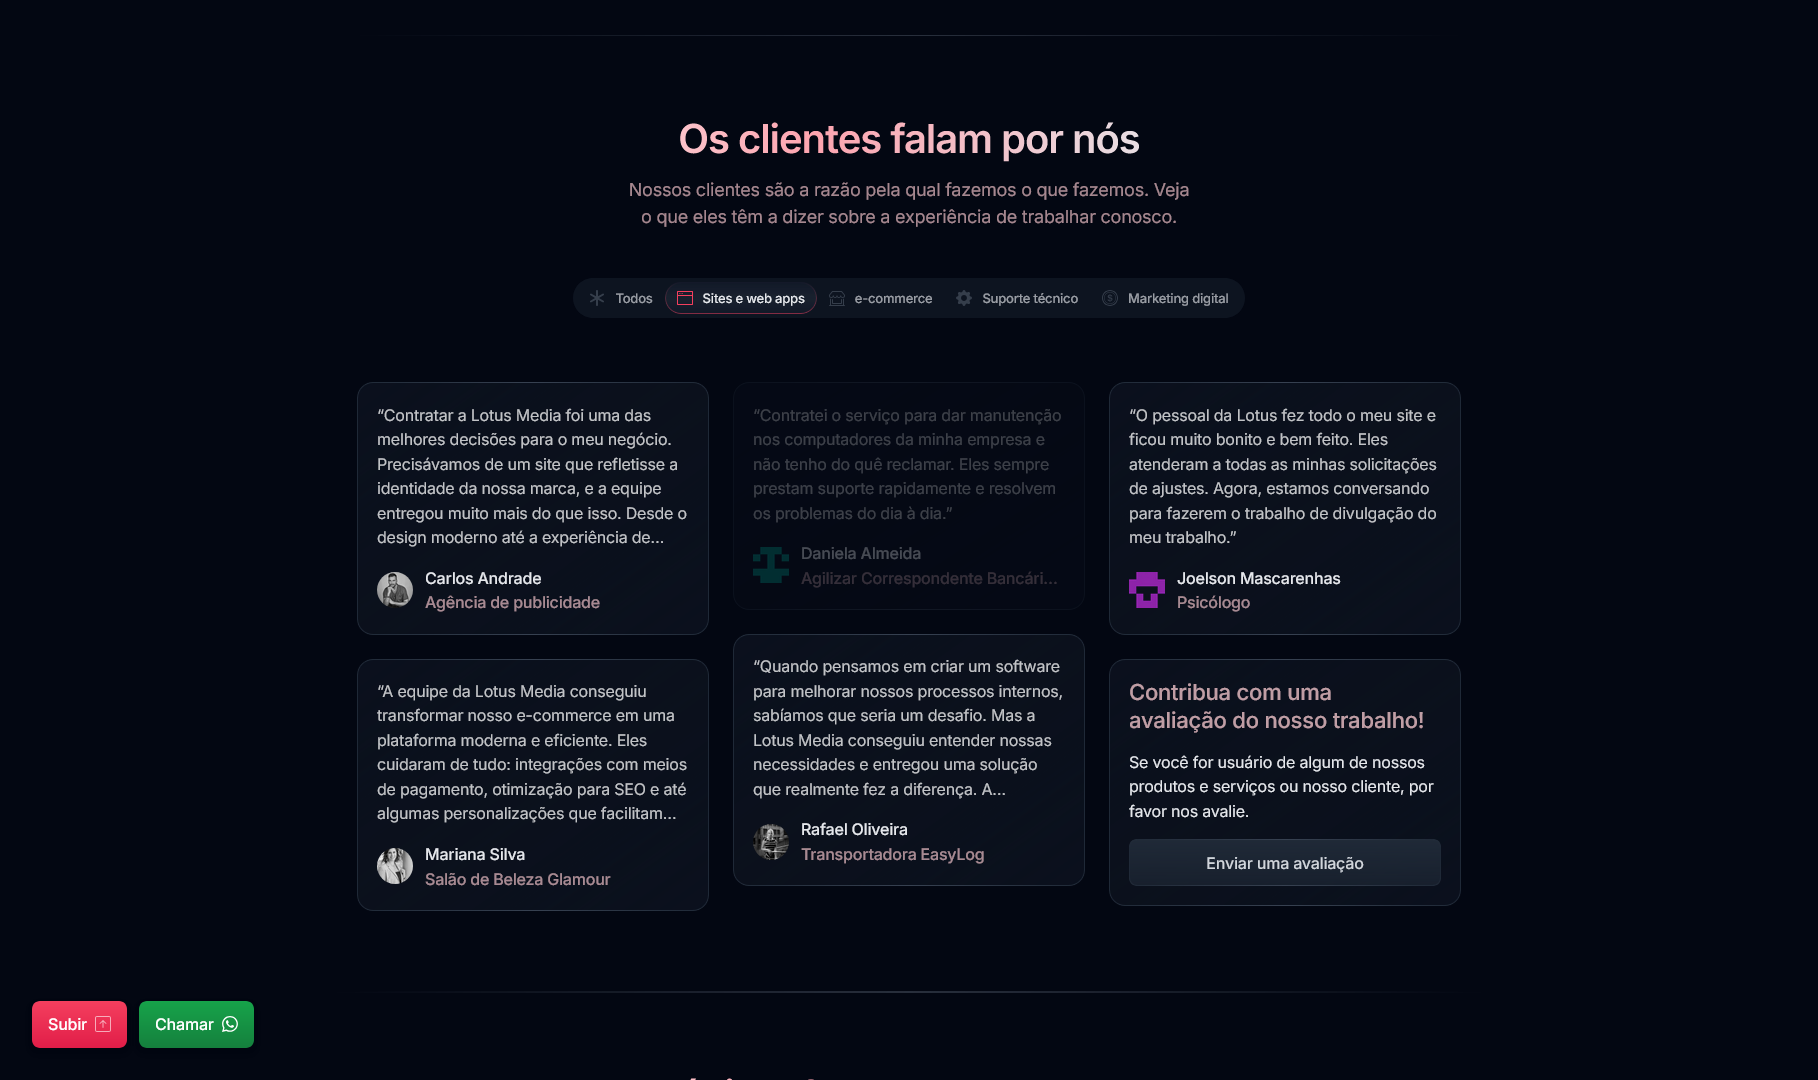 Os clientes falam por nós
Nossos clientes são a razão pela qual fazemos o que fazemos. Veja
o que eles têm a dizer sobre a experiência de trabalhar conosco.
Todos
Sites e web apps
e-commerce
Suporte técnico
Marketing digital
“Contratar a Lotus Media foi uma das
melhores decisões para o meu negócio.
Precisávamos de um site que refletisse a
identidade da nossa marca, e a equipe
entregou muito mais do que isso. Desde o
design moderno até a experiência de...
Carlos Andrade
Agência de publicidade
“A equipe da Lotus Media conseguiu
transformar nosso e-commerce em uma
plataforma moderna e eficiente. Eles
cuidaram de tudo: integrações com meios
de pagamento, otimização para SEO e até
algumas personalizações que facilitam...
Mariana Silva
Salão de Beleza Glamour
“Contratei o serviço para dar manutenção
nos computadores da minha empresa e
não tenho do quê reclamar. Eles sempre
prestam suporte rapidamente e resolvem
os problemas do dia à dia.”
Daniela Almeida
Agilizar Correspondente Bancári...
“Quando pensamos em criar um software
para melhorar nossos processos internos,
sabíamos que seria um desafio. Mas a
Lotus Media conseguiu entender nossas
necessidades e entregou uma solução
que realmente fez a diferença. A...
Rafael Oliveira
Transportadora EasyLog
“O pessoal da Lotus fez todo o meu site e
ficou muito bonito e bem feito. Eles
atenderam a todas as minhas solicitações
de ajustes. Agora, estamos conversando
para fazerem o trabalho de divulgação do
meu trabalho.”
Joelson Mascarenhas
Psicólogo
Contribua com uma
avaliação do nosso trabalho!
Se você for usuário de algum de nossos
produtos e serviços ou nosso cliente, por
favor nos avalie.
Enviar uma avaliação
Subir
Chamar